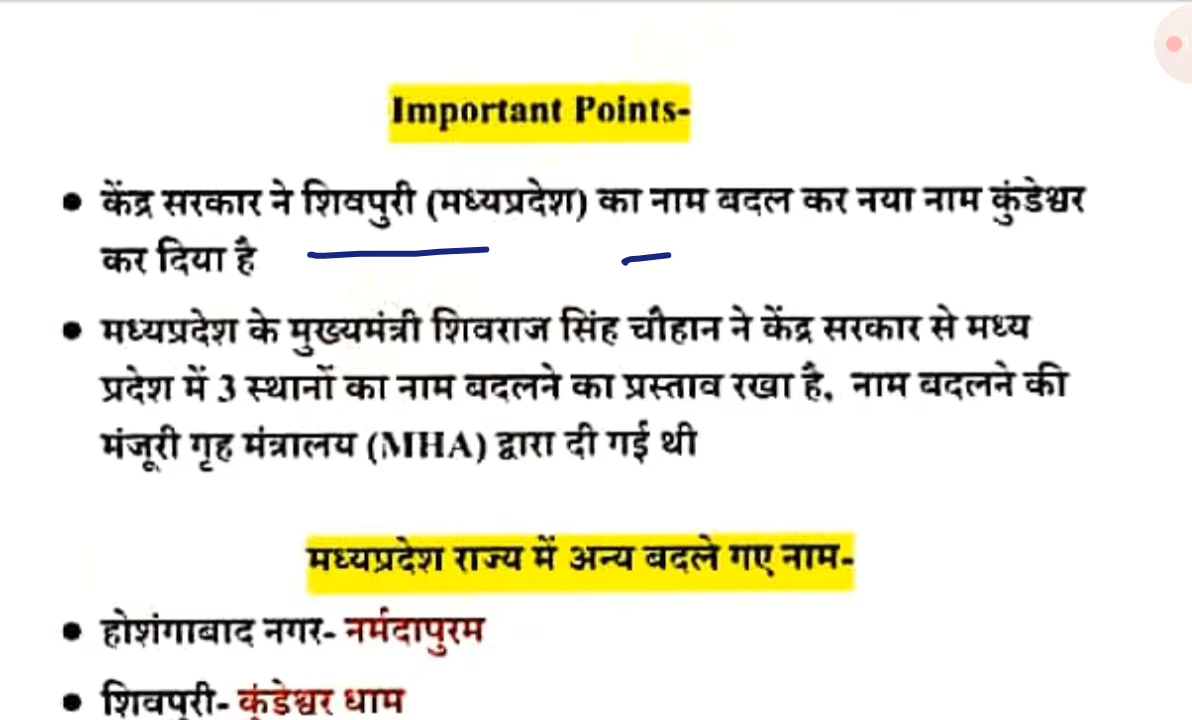 Important Points-
केंद्र सरकार ने शिवपुरी (मध्यप्रदेश) का नाम बदल कर नया नाम कुंडेश्वर
कर दिया है
मध्यप्रदेश के मुख्यमंत्री शिवराज सिंह चौहान ने केंद्र सरकार से मध्य
प्रदेश में 3 स्थानों का नाम बदलने का प्रस्ताव रखा है, नाम बदलने की
मंजूरी गृह मंत्रालय (MHA) द्वारा दी गई थी
मध्यप्रदेश राज्य में अन्य बदले गए नाम-
होशंगाबाद नगर- नर्मदापुरम
शिवपुरी- कुंडेश्वर धाम